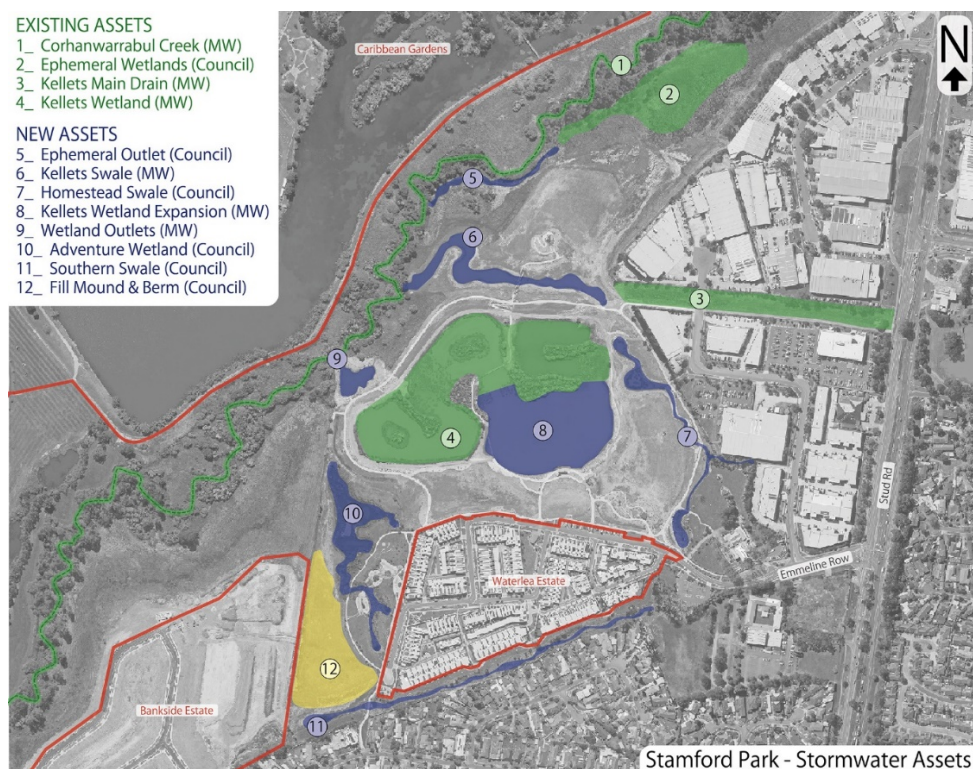 EXISTING ASSETS
1_ Corhanwarrabul Creek (MW)
2_ Ephemeral Wetlands (Council)
3_ Kellets Main Drain (MW)
4_ Kellets Wetland (MW)
NEW ASSETS
5_ Ephemeral Outlet (Council)
6_ Kellets Swale (MW)
7_ Homestead Swale (Council)
8_ Kellets Wetland Expansion (MW)
9_ Wetland Outlets (MW)
10_ Adventure Wetland (Council)
11_ Southern Swale (Council)
12_ Fill Mound & Berm (Council)
Caribbean Gardens
N
1
2
5
6
3
9
4
8
7
Stud Rd
10
Emmeline Row
Waterlea Estate
12
Bankside Estate
11
Stamford Park - Stormwater Assets